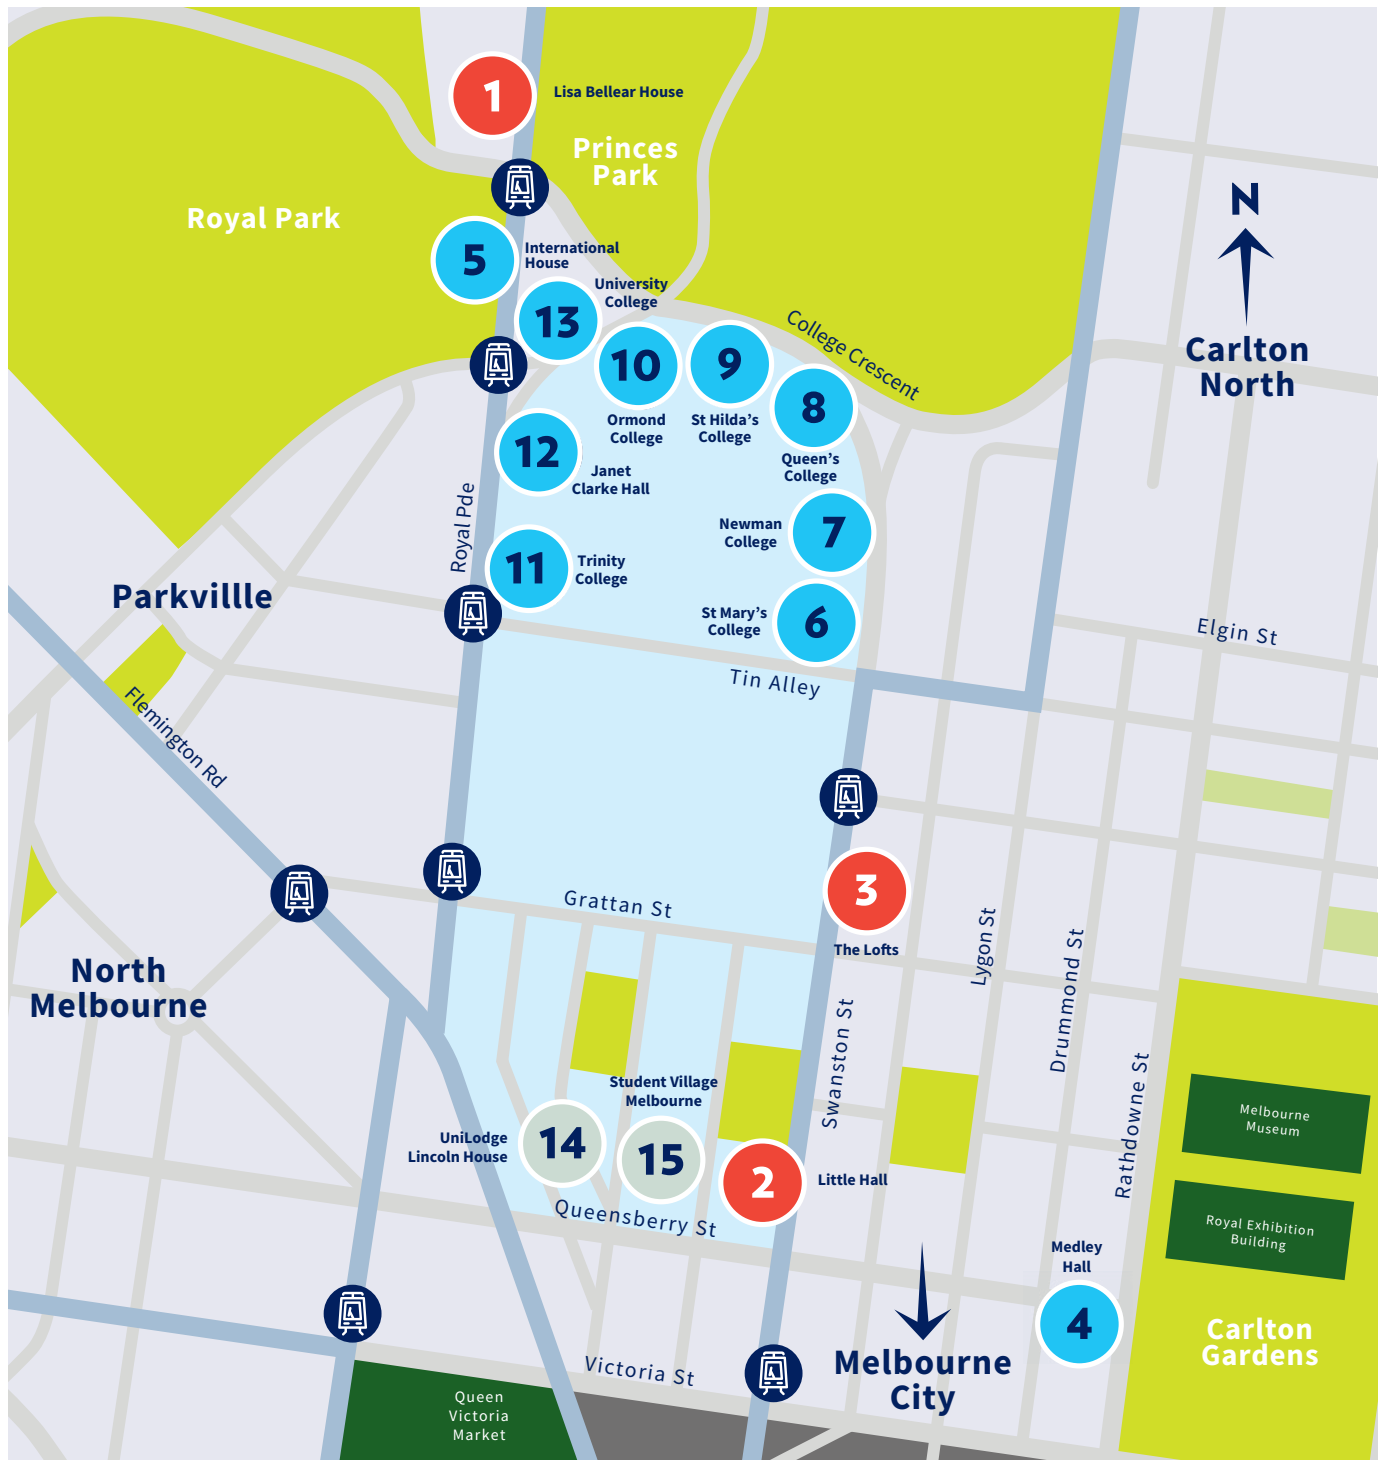 1
Lisa Bellear House
Princes
Park
Royal Park
N
5
International
House
University
College
13
College Crescent
Carlton
North
10
9
8
Ormond
College
St Hilda’s
College
Queen’s
College
12
Janet
Clarke Hall
Royal Pde
Newman
College
7
11
Trinity
College
Parkvillle
St Mary’s
College
6
Elgin St
Tin Alley
Flemington Rd
3
Grattan St
The Lofts
Lygon St
Drummond St
North
Melbourne
Swanston St
Rathdowne St
Student Village
Melbourne
Melbourne
Museum
UniLodge
Lincoln House
14
15
2
Little Hall
Queensberry St
Royal Exhibition
Building
Medley
Hall
4
Carlton
Gardens
Melbourne
City
Victoria St
Queen
Victoria
Market